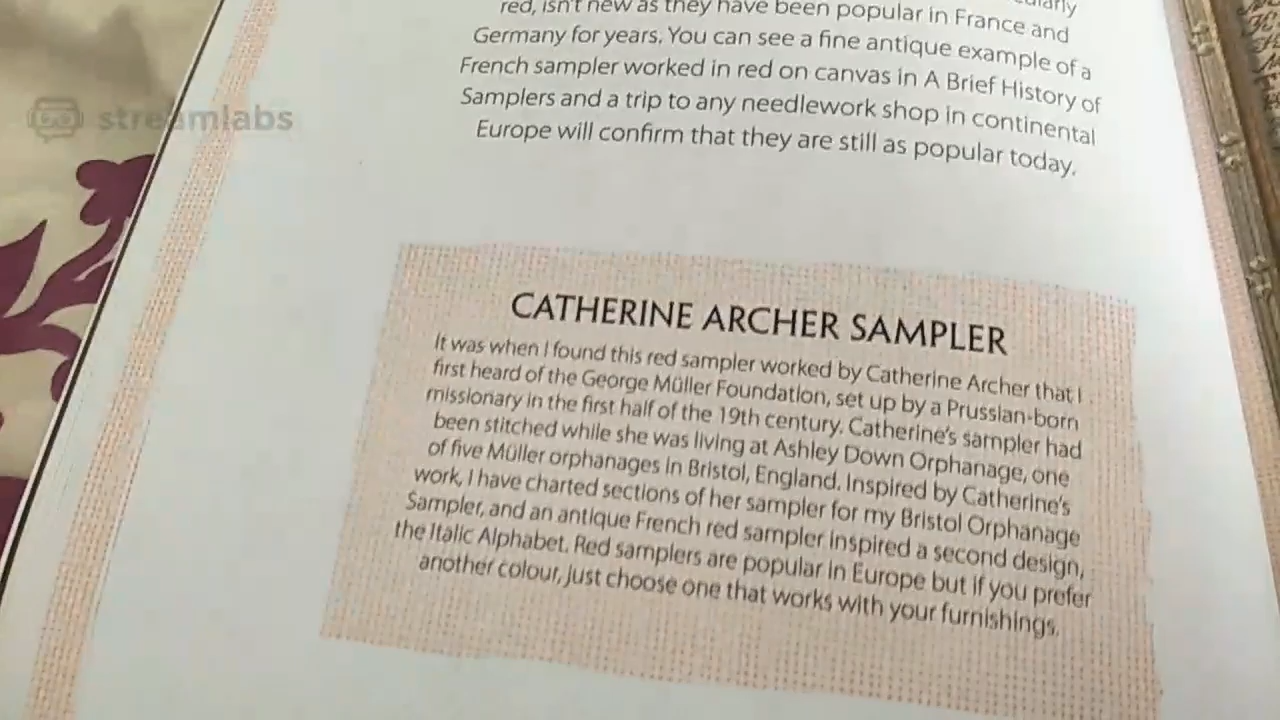 streamlabs
red, isn't new as they have been popular in France and
Germany for years. You can see a fine antique example of a
French sampler worked in red on canvas in A Brief History of
Samplers and a trip to any needlework shop in continental
Europe will confirm that they are still as popular today.
CATHERINE ARCHER SAMPLER
It was when I found this red sampler worked by Catherine Archer that I
first heard of the George Müller Foundation, set up by a Prussian-born
missionary in the first half of the 19th century. Catherine's sampler had
been stitched while she was living at Ashley Down Orphanage, one
of five Müller orphanages in Bristol, England. Inspired by Catherine's
work, I have charted sections of her sampler for my Bristol Orphanage
Sampler, and an antique French red sampler inspired a second design,
the Italic Alphabet. Red samplers are popular in Europe but if you prefer
another colour, just choose one that works with your furnishings.